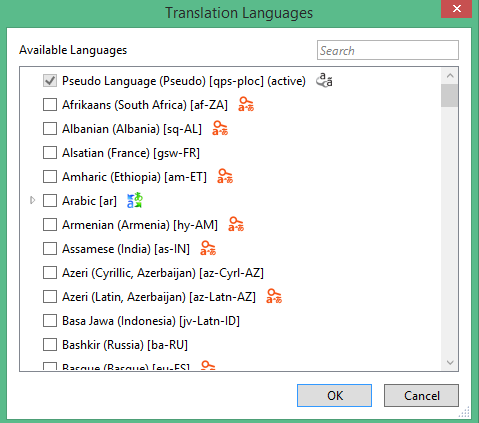 Translation Languages
Available Languages
Search
Pseudo Language (Pseudo) [qps-ploc] (active)
Afrikaans (South Africa) [af-ZA]
Albanian (Albania) [sq-AL]
Alsatian (France) [gsw-FR]
Amharic (Ethiopia) [am-ET]
Arabic [ar]
Armenian (Armenia) [hy-AM]
Assamese (India) [as-IN]
Azeri (Cyrillic, Azerbaijan) [az-Cyrl-AZ]
Azeri (Latin, Azerbaijan) [az-Latn-AZ]
Basa Jawa (Indonesia) [jv-Latn-ID]
Bashkir (Russia) [ba-RU]
Basque (Basque) [eu-ES]
OK
Cancel